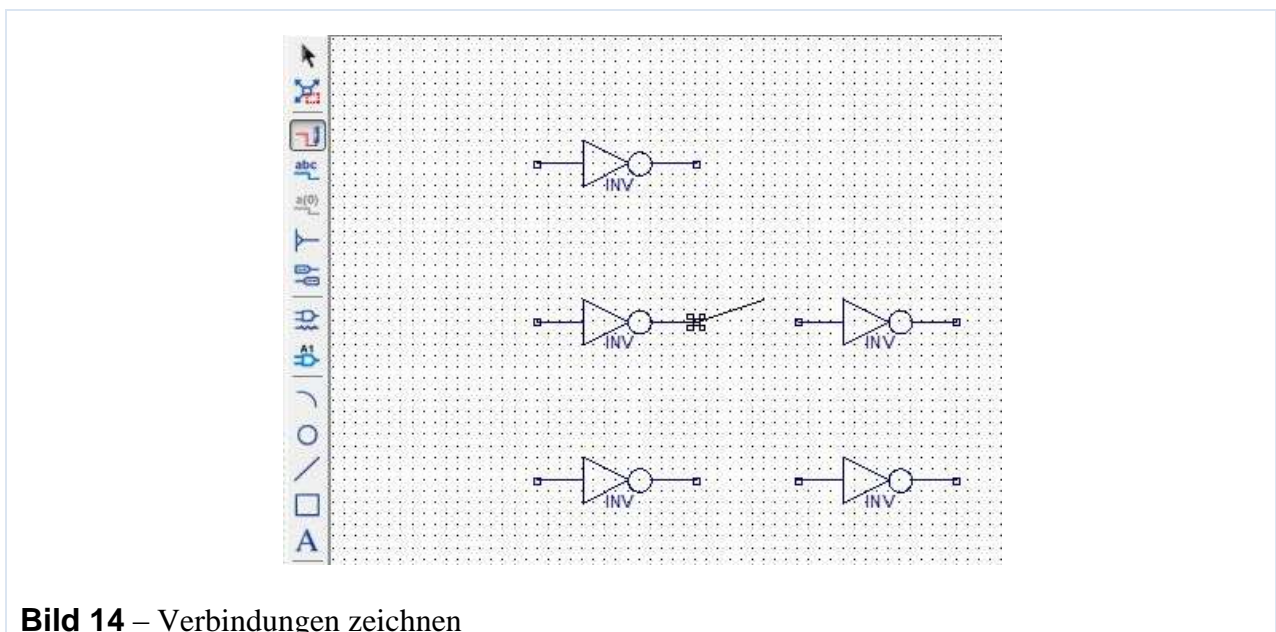 abc
a(0)
INV
INV
INV
A1
INV
INV
A
Bild 14 – Verbindungen zeichnen